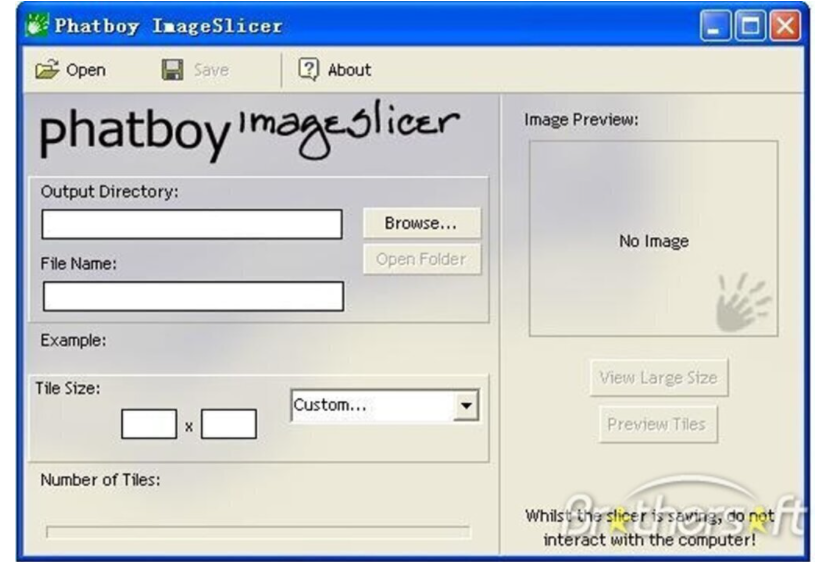 Phatboy ImageSlicer
Open
Save
About
phatboy imageslicer
Output Directory:
Browse...
Open Folder
File Name:
Example:
Tile Size:
x
Custom...
Number of Tiles:
Image Preview:
No Image
View Large Size
Preview Tiles
Brothersoft
Whilst the slicer is saving, do not
interact with the computer!